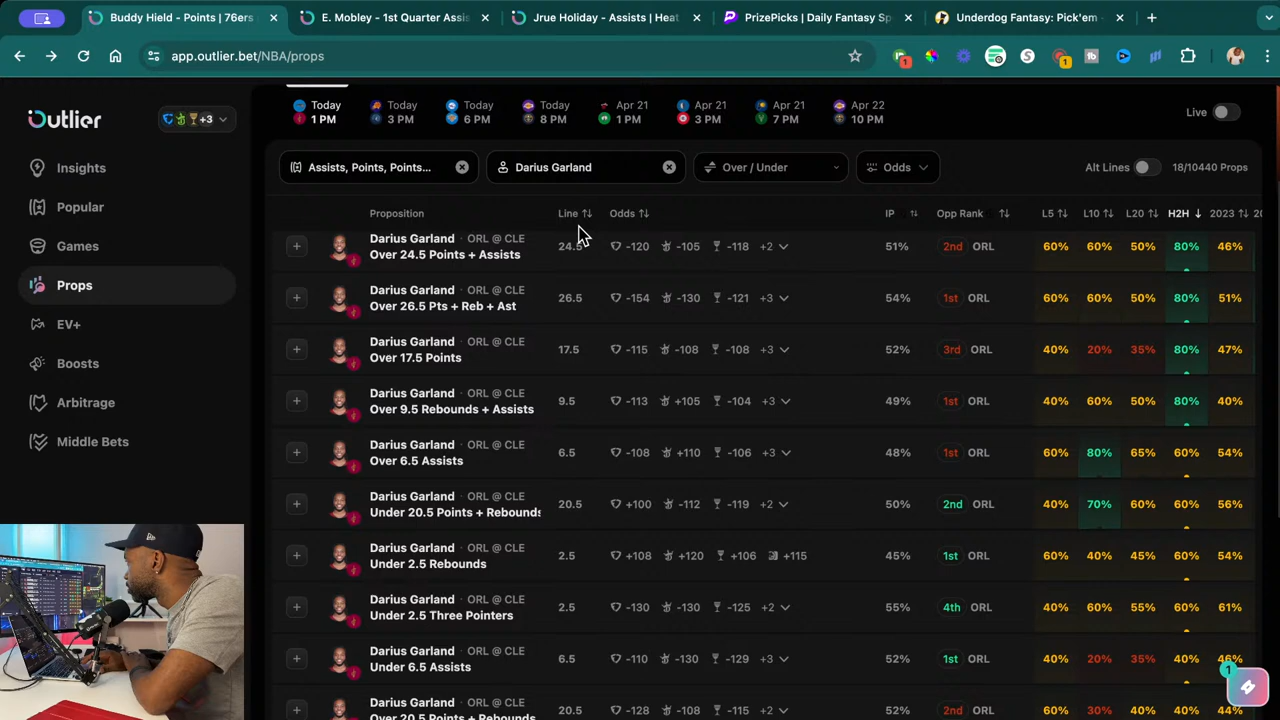 Buddy Hield - Points | 76ers
E. Mobley - 1st Quarter Assis
Jrue Holiday - Assists | Heat
PrizePicks | Daily Fantasy Sp
Underdog Fantasy: Pick'em
app.outlier.bet/NBA/props
1
1
Outlier
+3
Today
1 PM
Today
3 PM
Today
6 PM
Today
8 PM
Apr 21
1 PM
Apr 21
3 PM
Apr 21
7 PM
Apr 22
10 PM
Live
Insights
Popular
Games
Props
EV+
Boosts
Arbitrage
Middle Bets
Assists, Points, Points...
Darius Garland
Over / Under
Odds
Alt Lines
18/10440 Props
Proposition Line Odds IP Opp Rank L5 L10 L20 H2H 2023 20
Darius Garland · ORL @ CLE
Over 24.5 Points + Assists 24.5 -120 -105 -118 +2 51% 2nd ORL 60% 60% 50% 80% 46%
Darius Garland · ORL @ CLE
Over 26.5 Pts + Reb + Ast 26.5 -154 -130 -121 +3 54% 1st ORL 60% 60% 50% 80% 51%
Darius Garland · ORL @ CLE
Over 17.5 Points 17.5 -115 -108 -108 +3 52% 3rd ORL 40% 20% 35% 80% 47%
Darius Garland · ORL @ CLE
Over 9.5 Rebounds + Assists 9.5 -113 +105 -104 +3 49% 1st ORL 40% 60% 50% 80% 40%
Darius Garland · ORL @ CLE
Over 6.5 Assists 6.5 -108 +110 -106 +3 48% 1st ORL 60% 80% 65% 60% 54%
Darius Garland · ORL @ CLE
Under 20.5 Points + Rebounds 20.5 +100 -112 -119 +2 50% 2nd ORL 40% 70% 60% 60% 56%
Darius Garland · ORL @ CLE
Under 2.5 Rebounds 2.5 +108 +120 +106 +115 45% 1st ORL 60% 40% 45% 60% 54%
Darius Garland · ORL @ CLE
Under 2.5 Three Pointers 2.5 -130 -130 -125 +2 55% 4th ORL 40% 60% 55% 60% 61%
Darius Garland · ORL @ CLE
Under 6.5 Assists 6.5 -110 -130 -129 +3 52% 1st ORL 40% 20% 35% 40% 46%
Darius Garland · ORL @ CLE
Over 20.5 Points + Rebounds 20.5 -128 -108 -115 +2 52% 2nd ORL 60% 30% 40% 40% 44%
1